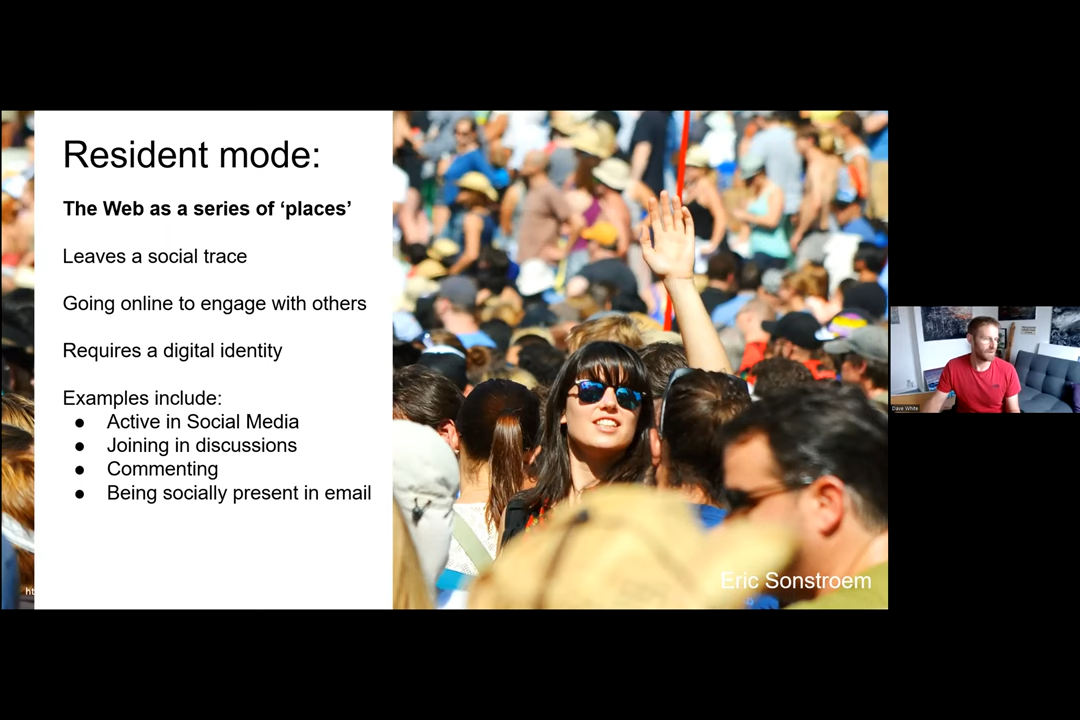 Resident mode:
The Web as a series of ‘places’
Leaves a social trace
Going online to engage with others
Requires a digital identity
Examples include:
● Active in Social Media
● Joining in discussions
● Commenting
● Being socially present in email
Eric Sonstroem
Dave White